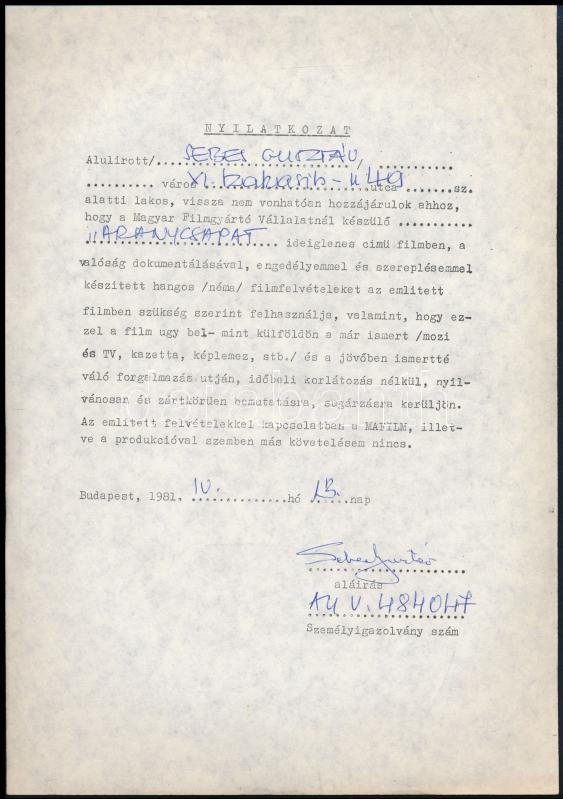 NYILATKOZAT
Alulirott/ SEBES GUSZTÁV /, ............
.......... város XI. utca 49 ....... sz.
alatti lakos, vissza nem vonhatóan hozzájárulok ahhoz,
hogy a Magyar Filmgyártó Vállalatnál készülő ...........
„ARANYCSAPAT .... ideiglenes cimű filmben, a
valóság dokumentálásával, engedélyemmel és szereplésemmel
készitett hangos /néma/ filmfelvételeket az emlitett
filmben szükség szerint felhasználja, valamint, hogy ez-
zel a film ugy bel- mint külföldön a már ismert /mozi
és TV, kazetta, képlemez, stb./ és a jövőben ismertté
váló forgalmazás utján, időbeli korlátozás nélkül, nyil-
vánosan és zártkörüen bemutatásra, sugárzásra kerüljön.
Az emlitett felvételekkel kapcsolatban a MAFILM, illet-
ve a produkcióval szemben más követelésem nincs.
Budapest, 1981. IV. ..............hó 13. ......nap
Sebes Gusztáv
aláirás
AU V. 484047
Személyigazolvány szám